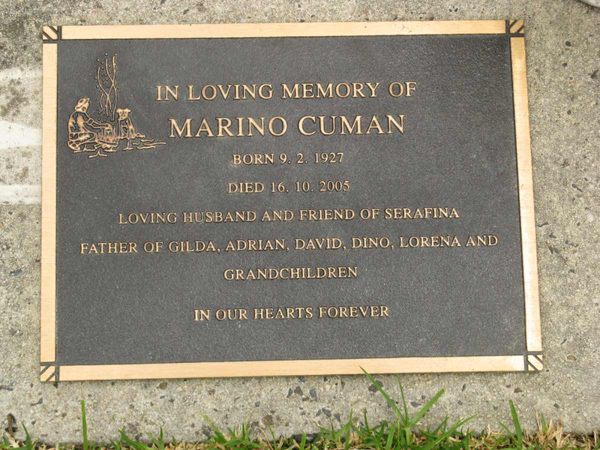 IN LOVING MEMORY OF
MARINO CUMAN
BORN 9. 2. 1927
DIED 16. 10. 2005
LOVING HUSBAND AND FRIEND OF SERAFINA
FATHER OF GILDA, ADRIAN, DAVID, DINO, LORENA AND
GRANDCHILDREN
IN OUR HEARTS FOREVER